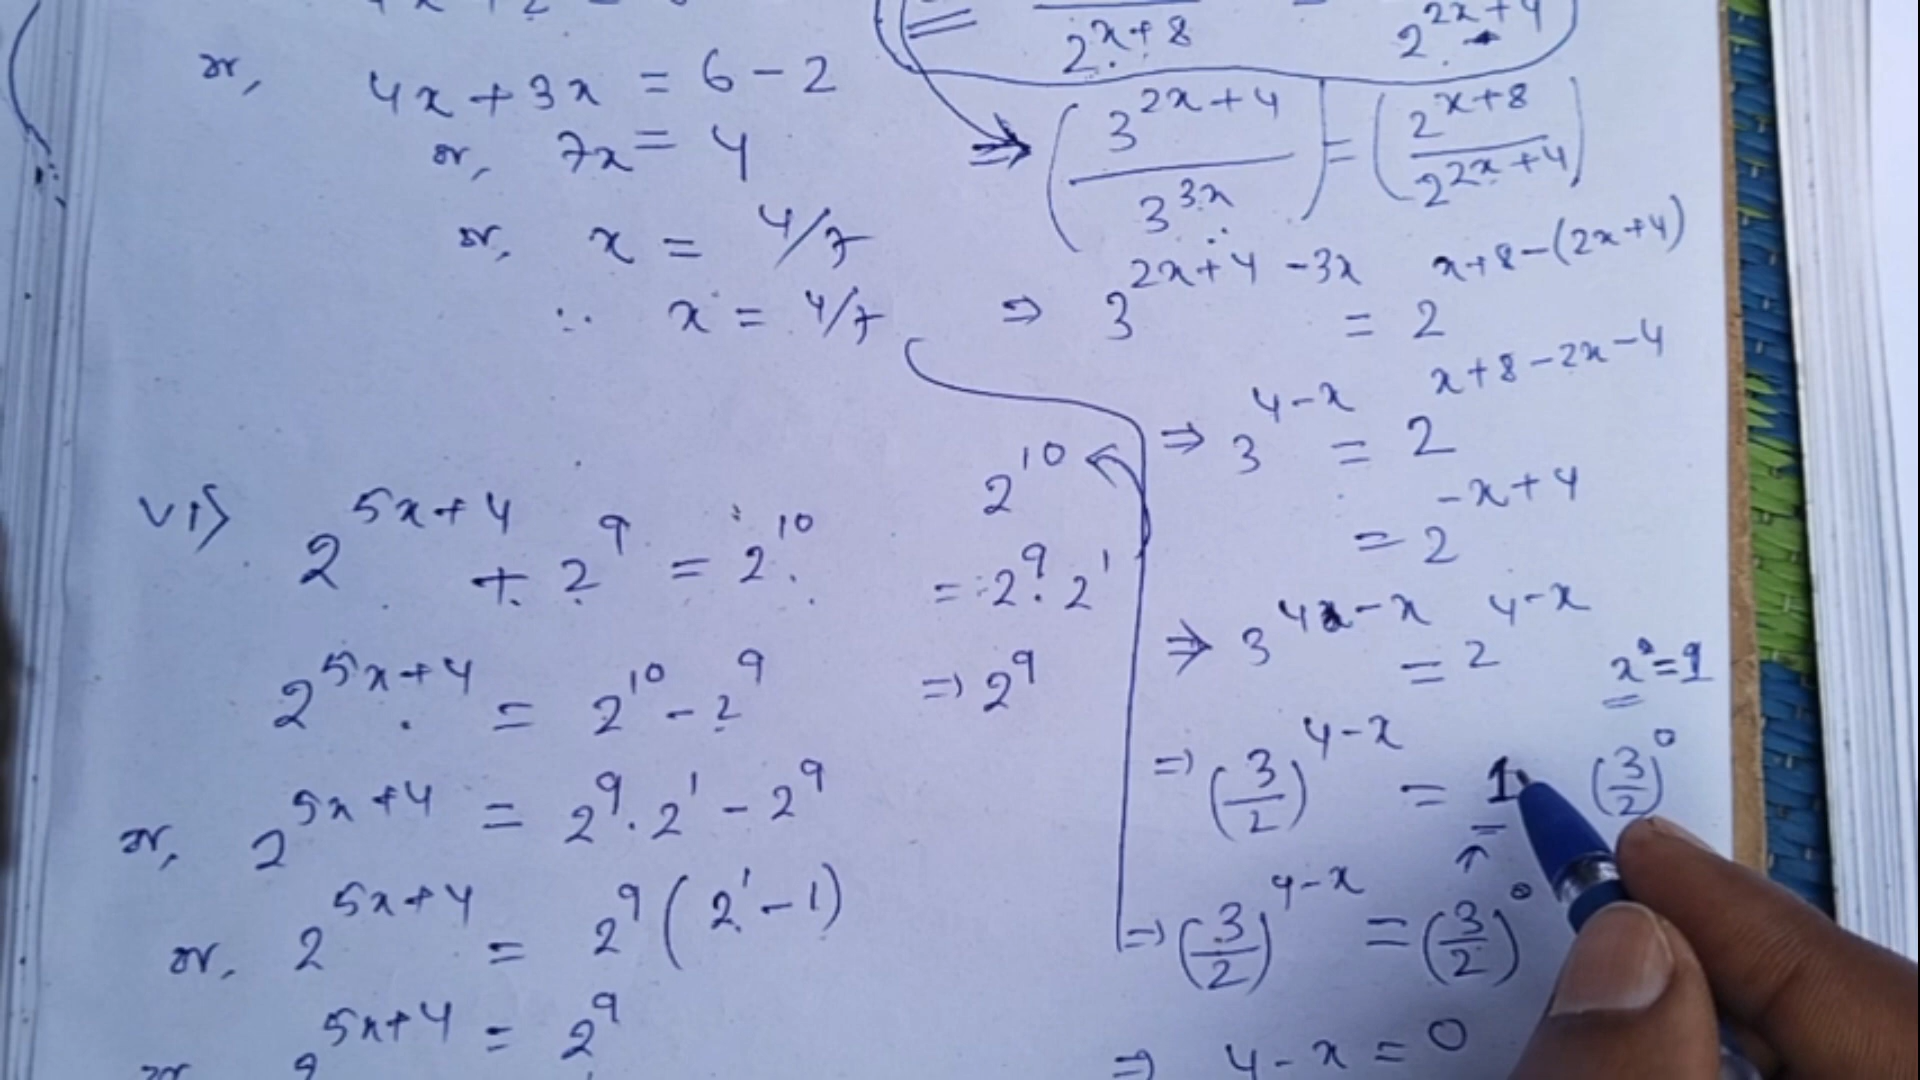 or, 4x + 3x = 6 - 2
or, 7x = 4
or, x = 4/7
∴ x = 4/7
vi) 2^{5x+4} + 2^9 = 2^{10}
2^{5x+4} = 2^{10} - 2^9
or, 2^{5x+4} = 2^9 . 2^1 - 2^9
or, 2^{5x+4} = 2^9 ( 2^1 - 1 )
2^{5x+4} = 2^9
2^{10}
= 2^9 . 2^1
⇒ 2^9
2^{x+8} 2^{2x+4}
⇒ ( 3^{2x+4} / 3^{3x} ) = ( 2^{x+8} / 2^{2x+4} )
⇒ 3^{2x+4-3x} = 2^{x+8-(2x+4)}
⇒ 3^{4-x} = 2^{x+8-2x-4}
= 2^{-x+4}
⇒ 3^{4-x} = 2^{4-x}
x^0 = 1
⇒ (3/2)^{4-x} = 1 (3/2)^0
⇒ (3/2)^{4-x} = (3/2)^0
⇒ 4 - x = 0